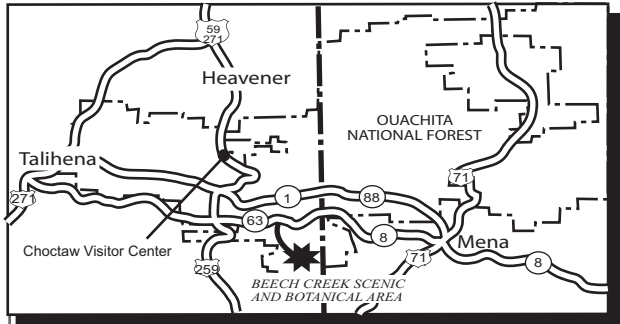 59
271
Heavener
OUACHITA
NATIONAL FOREST
Talihena
71
271
1
88
63
8
Choctaw Visitor Center
Mena
259
71
8
BEECH CREEK SCENIC
AND BOTANICAL AREA